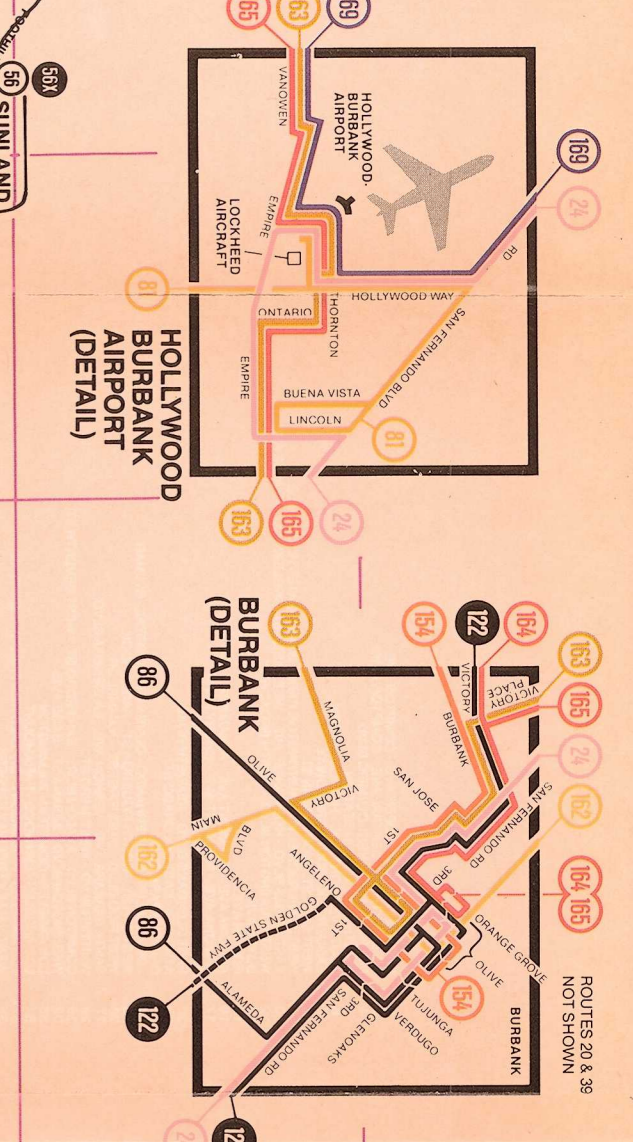 FOOTHI
56X
56
SUNLAND
165
163
169
VANOWEN
HOLLYWOOD-
BURBANK
AIRPORT
169
24
RD
EMPIRE
LOCKHEED
AIRCRAFT
81
HOLLYWOOD WAY
ONTARIO
THORNTON
SAN FERNANDO BLVD
EMPIRE
BUENA VISTA
LINCOLN
81
163
165
24
HOLLYWOOD
BURBANK
AIRPORT
(DETAIL)
BURBANK
(DETAIL)
86
163
154
122
164
163
165
24
162
VICTORY
VICTORY
PLACE
BURBANK
MAGNOLIA
OLIVE
VICTORY
SAN JOSE
1ST
SAN FERNANDO RD
MAIN
BLVD
PROVIDENCIA
162
ANGELENO
3RD
164
165
ORANGE GROVE
OLIVE
1ST
GOLDEN STATE FWY
86
122
ALAMEDA
SAN FERNANDO RD
3RD
GLENOAKS
VERDUGO
TUJUNGA
154
BURBANK
ROUTES 20 & 39
NOT SHOWN